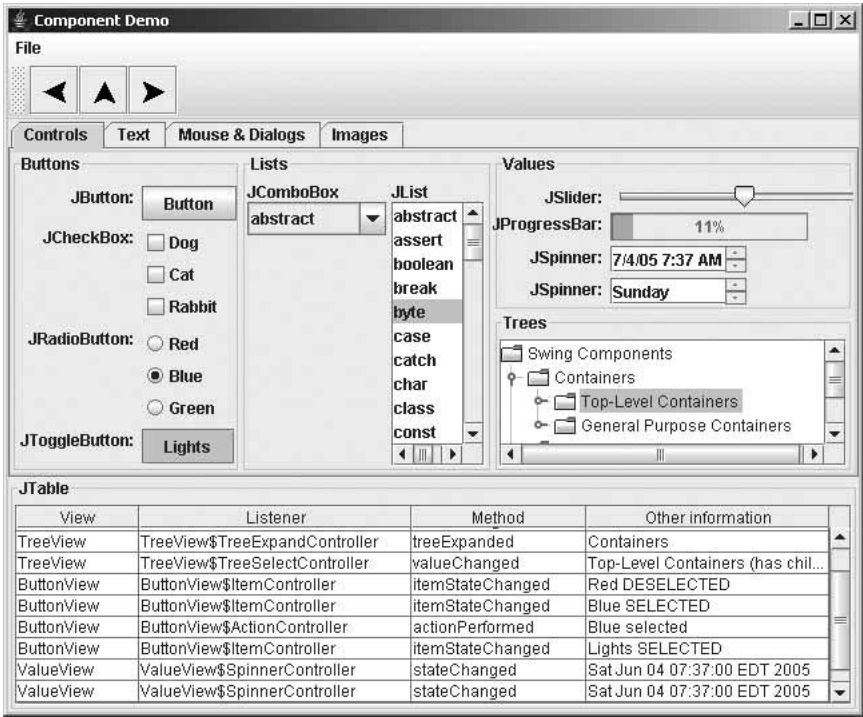 Component Demo
File
Controls Text Mouse & Dialogs Images
Buttons
JButton: Button
JCheckBox: Dog
Cat
Rabbit
JRadioButton: Red
Blue
Green
JToggleButton: Lights
Lists
JComboBox
abstract
JList
abstract
assert
boolean
break
byte
case
catch
char
class
const
Values
JSlider:
JProgressBar: 11%
JSpinner: 7/4/05 7:37 AM
JSpinner: Sunday
Trees
Swing Components
Containers
Top-Level Containers
General Purpose Containers
JTable
View Listener Method Other information
TreeView TreeView$TreeExpandController treeExpanded Containers
TreeView TreeView$TreeSelectController valueChanged Top-Level Containers (has chil...
ButtonView ButtonView$ItemController itemStateChanged Red DESELECTED
ButtonView ButtonView$ItemController itemStateChanged Blue SELECTED
ButtonView ButtonView$ActionController actionPerformed Blue selected
ButtonView ButtonView$ItemController itemStateChanged Lights SELECTED
ValueView ValueView$SpinnerController stateChanged Sat Jun 04 07:37:00 EDT 2005
ValueView ValueView$SpinnerController stateChanged Sat Jun 04 07:37:00 EDT 2005